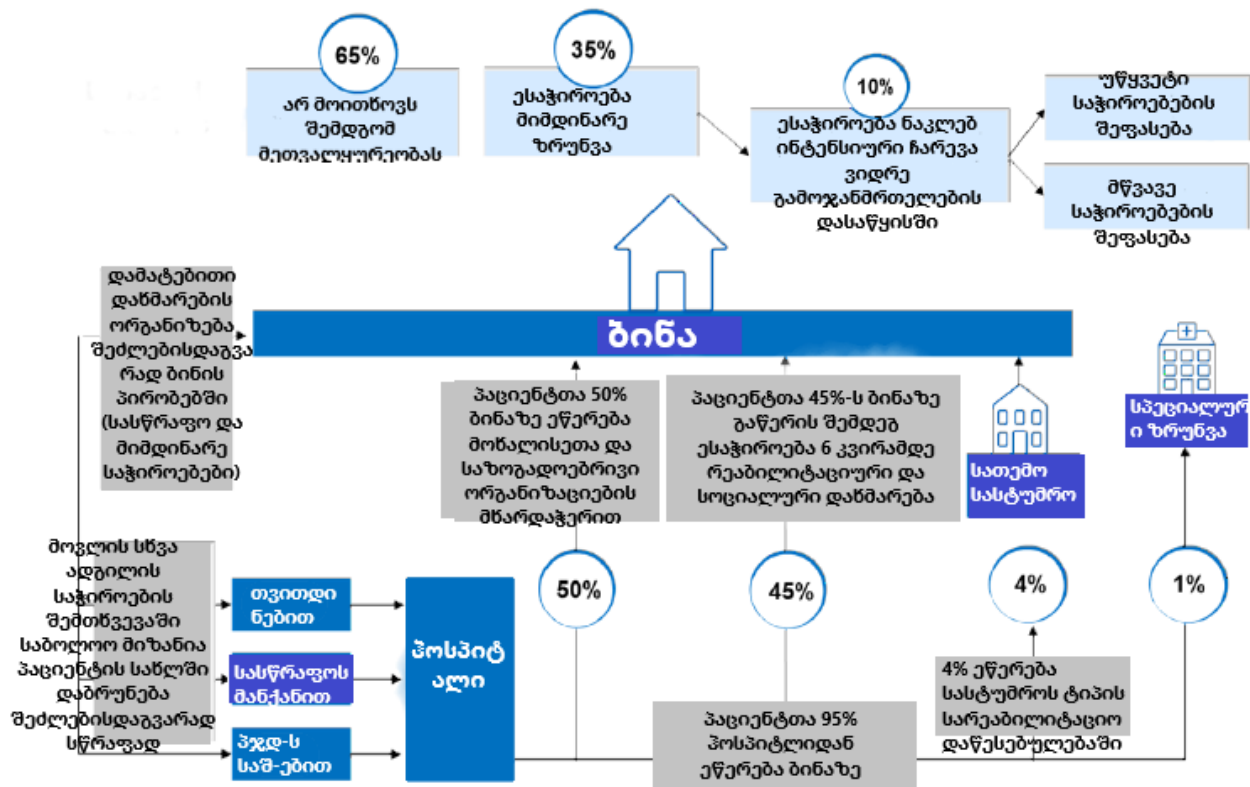 65%
არ მოითხოვს
შემდგომ
მეთვალყურეობას
35%
ესაჭიროება
მიმდინარე
ზრუნვა
10%
ესაჭიროება ნაკლებ
ინტენსიური ჩარევა
ვიდრე
გამოჯანმრთელების
დასაწყისში
უწყვეტი
საჭიროებების
შეფასება
მწვავე
საჭიროებების
შეფასება
დამატებითი
დახმარების
ორგანიზება
შეძლებისდაგვა
რად ბინის
პირობებში
(სასწრაფო და
მიმდინარე
საჭიროებები)
ბინა
პაციენტთა 50%
ბინაზე ეწერება
მოხალისეთა და
საზოგადოებრივი
ორგანიზაციების
მხარდაჭერით
პაციენტთა 45%-ს ბინაზე
გაწერის შემდეგ
ესაჭიროება 6 კვირამდე
რეაბილიტაციური და
სოციალური დახმარება
სათემო
სასტუმრო
სპეციალურ
ი ზრუნვა
მოვლის სხვა
ადგილის
საჭიროების
შემთხვევაში
საბოლოო მიზანია
პაციენტის სახლში
დაბრუნება
შეძლებისდაგვარად
სწრაფად
თვითდი
ნებით
სასწრაფოს
მანქანით
პჯდ-ს
საშ-ებით
ჰოსპიტ
ალი
50%
45%
4%
1%
პაციენტთა 95%
ჰოსპიტლიდან
ეწერება ბინაზე
4% ეწერება
სასტუმროს ტიპის
სარეაბილიტაციო
დაწესებულებაში